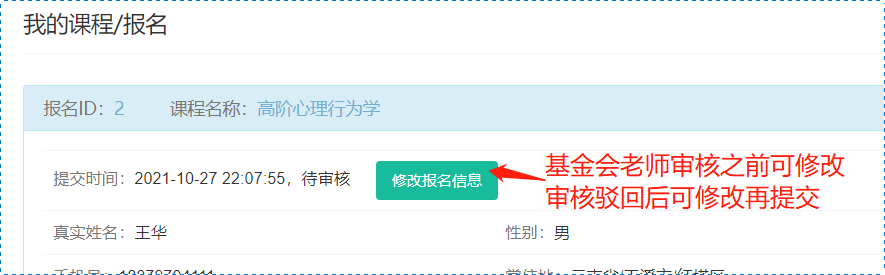 我的课程/报名
报名ID：2 课程名称：高阶心理行为学
提交时间：2021-10-27 22:07:55，待审核 修改报名信息
基金会老师审核之前可修改
审核驳回后可修改再提交
真实姓名：王华 性别：男